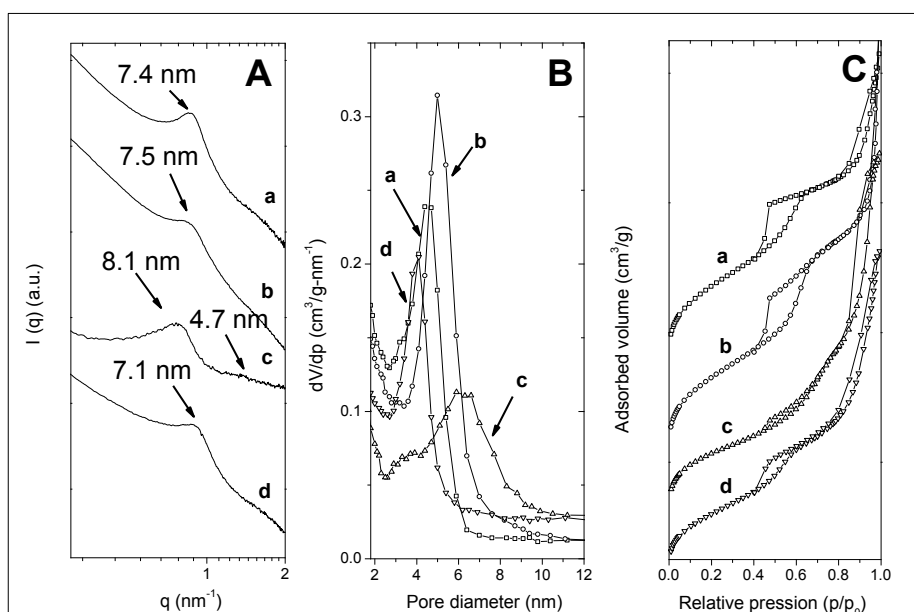 A
7.4 nm
7.5 nm
8.1 nm
4.7 nm
7.1 nm
a
b
c
d
I (q) (a.u.)
1
2
q (nm⁻¹)
B
0.3
0.2
0.1
0.0
b
a
d
c
dV/dp (cm³/g-nm⁻¹)
2 4 6 8 10 12
Pore diameter (nm)
C
a
b
c
d
Adsorbed volume (cm³/g)
0.0 0.2 0.4 0.6 0.8 1.0
Relative pression (p/p₀)